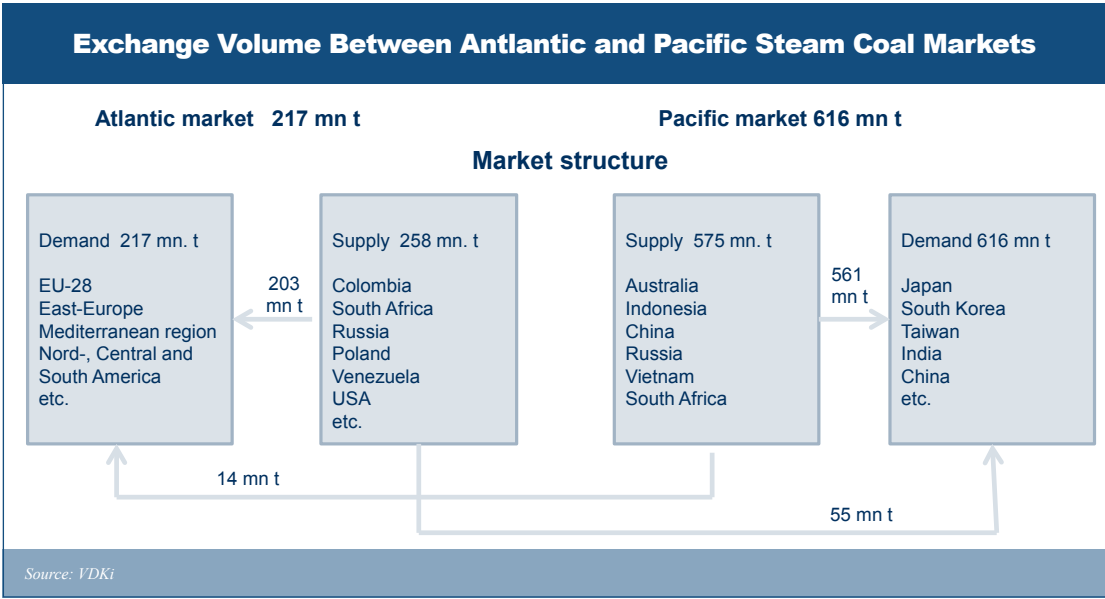 Exchange Volume Between Antlantic and Pacific Steam Coal Markets
Atlantic market 217 mn t
Pacific market 616 mn t
Market structure
Demand 217 mn. t
EU-28
East-Europe
Mediterranean region
Nord-, Central and
South America
etc.
203
mn t
Supply 258 mn. t
Colombia
South Africa
Russia
Poland
Venezuela
USA
etc.
Supply 575 mn. t
Australia
Indonesia
China
Russia
Vietnam
South Africa
561
mn t
Demand 616 mn t
Japan
South Korea
Taiwan
India
China
etc.
14 mn t
55 mn t
Source: VDKi